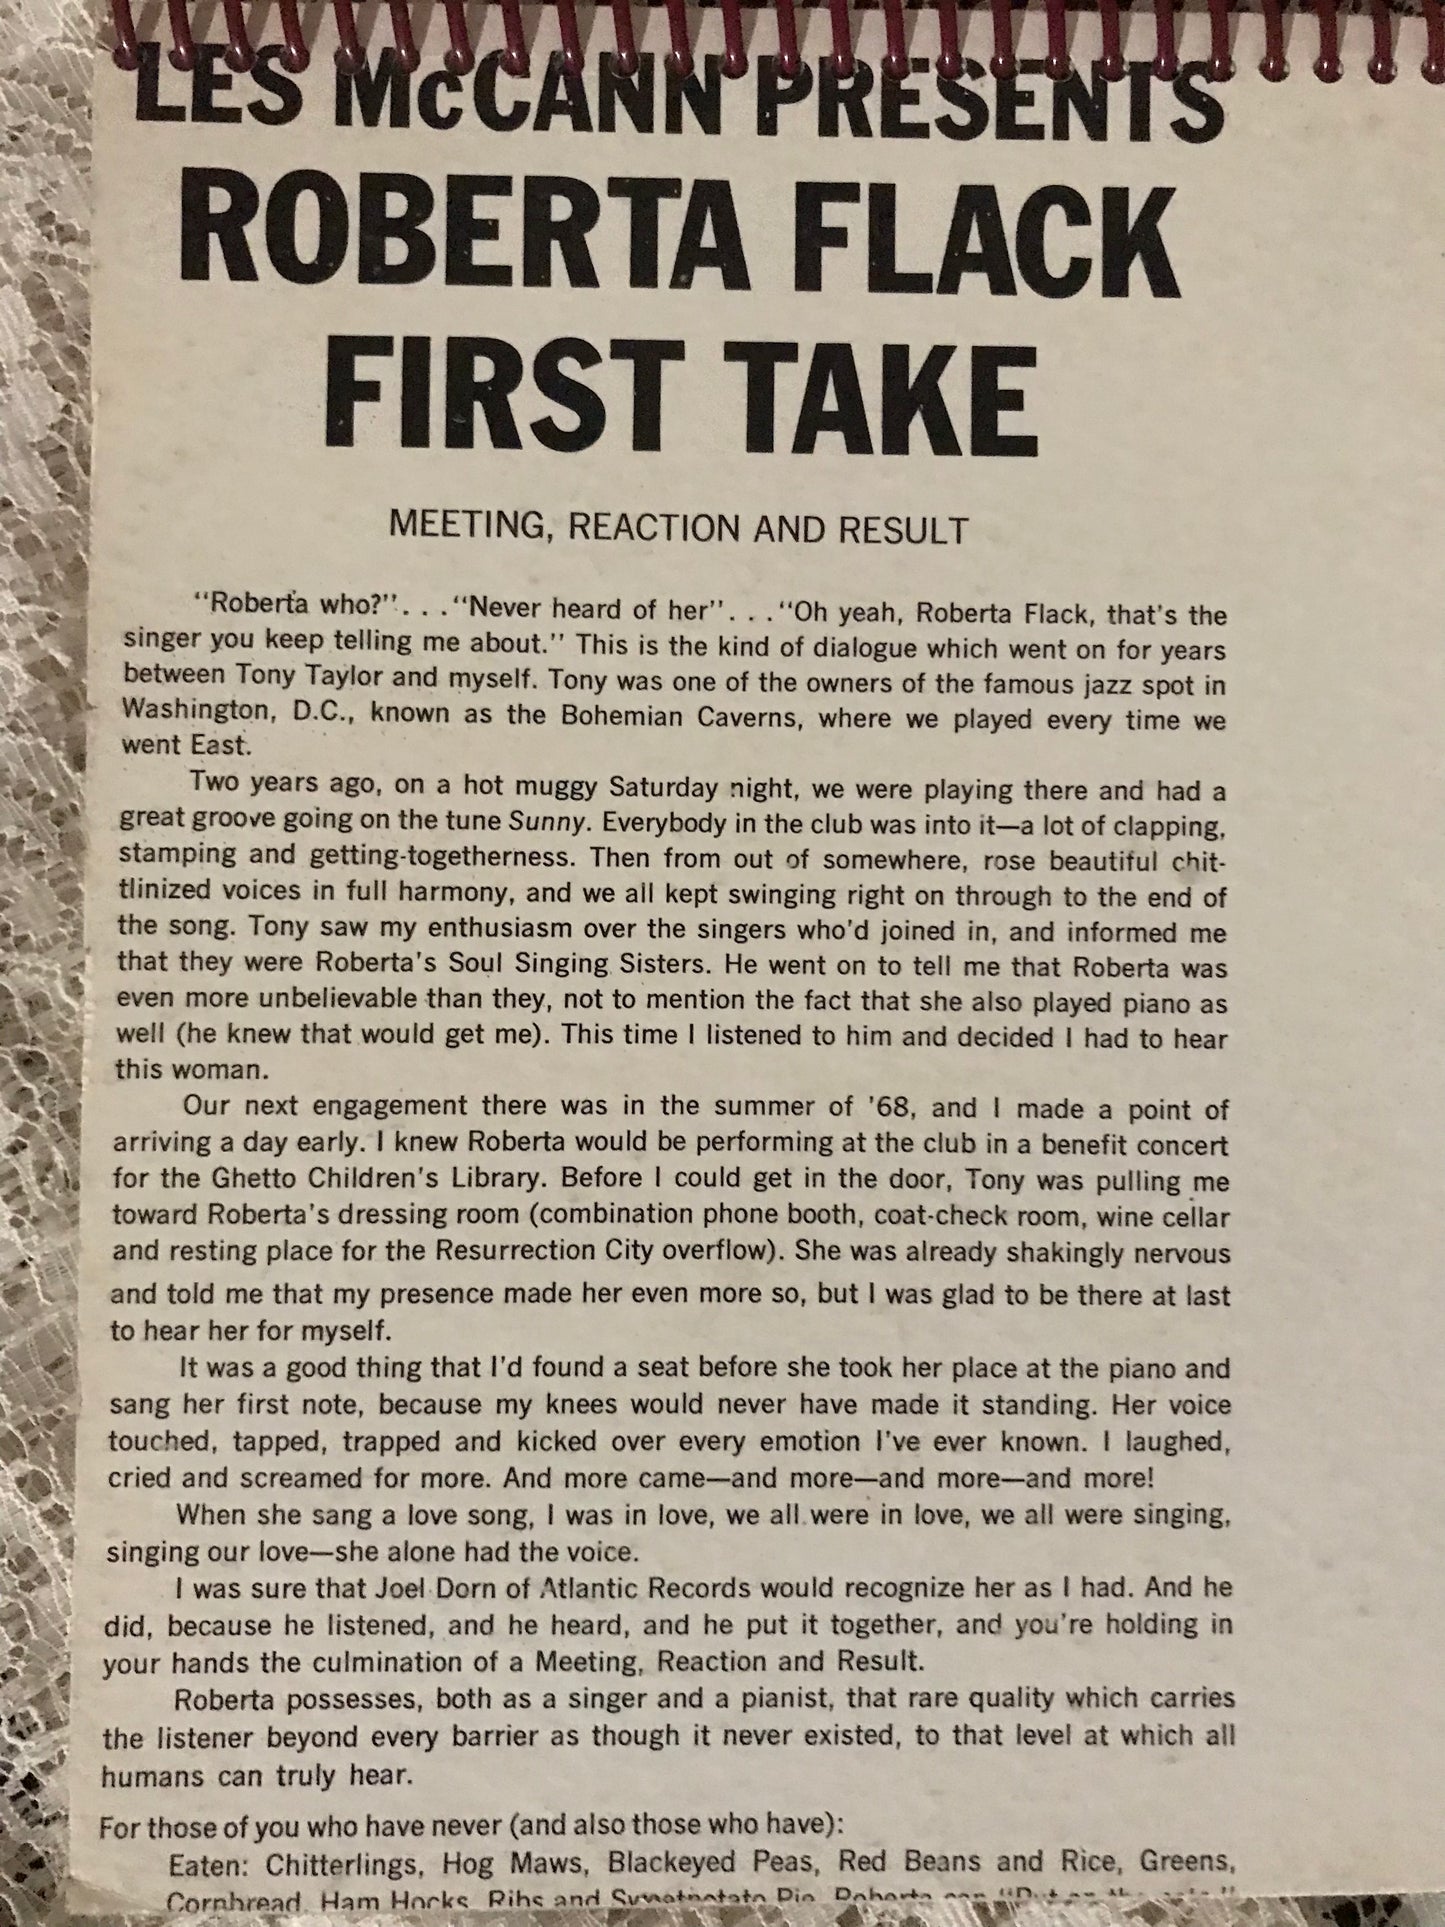 LES McCANN PRESENTS
ROBERTA FLACK
FIRST TAKE
MEETING, REACTION AND RESULT
"Roberta who?". . ."Never heard of her". . ."Oh yeah, Roberta Flack, that's the
singer you keep telling me about." This is the kind of dialogue which went on for years
between Tony Taylor and myself. Tony was one of the owners of the famous jazz spot in
Washington, D.C., known as the Bohemian Caverns, where we played every time we
went East.
Two years ago, on a hot muggy Saturday night, we were playing there and had a
great groove going on the tune Sunny. Everybody in the club was into it—a lot of clapping,
stamping and getting-togetherness. Then from out of somewhere, rose beautiful chit-
tlinized voices in full harmony, and we all kept swinging right on through to the end of
the song. Tony saw my enthusiasm over the singers who'd joined in, and informed me
that they were Roberta's Soul Singing Sisters. He went on to tell me that Roberta was
even more unbelievable than they, not to mention the fact that she also played piano as
well (he knew that would get me). This time I listened to him and decided I had to hear
this woman.
Our next engagement there was in the summer of '68, and I made a point of
arriving a day early. I knew Roberta would be performing at the club in a benefit concert
for the Ghetto Children's Library. Before I could get in the door, Tony was pulling me
toward Roberta's dressing room (combination phone booth, coat-check room, wine cellar
and resting place for the Resurrection City overflow). She was already shakingly nervous
and told me that my presence made her even more so, but I was glad to be there at last
to hear her for myself.
It was a good thing that I'd found a seat before she took her place at the piano and
sang her first note, because my knees would never have made it standing. Her voice
touched, tapped, trapped and kicked over every emotion I've ever known. I laughed,
cried and screamed for more. And more came—and more—and more—and more!
When she sang a love song, I was in love, we all were in love, we all were singing,
singing our love—she alone had the voice.
I was sure that Joel Dorn of Atlantic Records would recognize her as I had. And he
did, because he listened, and he heard, and he put it together, and you're holding in
your hands the culmination of a Meeting, Reaction and Result.
Roberta possesses, both as a singer and a pianist, that rare quality which carries
the listener beyond every barrier as though it never existed, to that level at which all
humans can truly hear.
For those of you who have never (and also those who have):
Eaten: Chitterlings, Hog Maws, Blackeyed Peas, Red Beans and Rice, Greens,
Cornbread, Ham Hocks, Ribs and Sweetpotato Pie, Roberta can